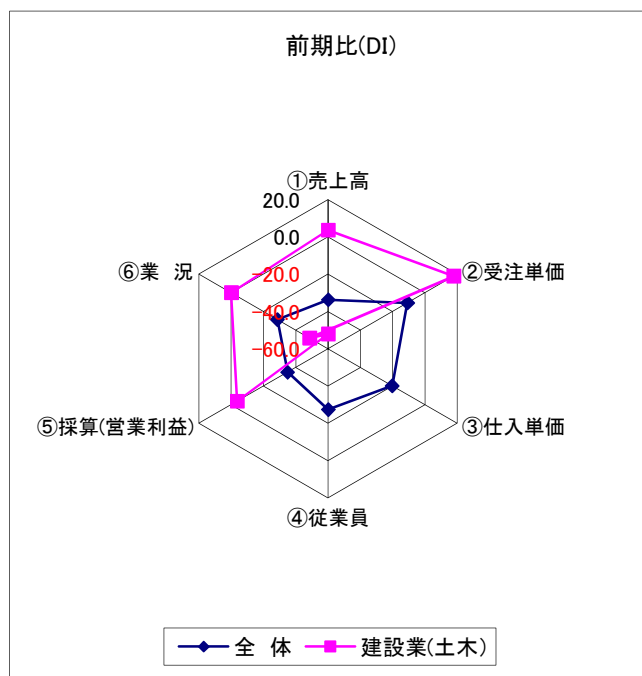 前期比(DI)
①売上高
20.0
0.0
-20.0
-40.0
-60.0
②受注単価
③仕入単価
④従業員
⑤採算(営業利益)
⑥業　況
全　体
建設業(土木)